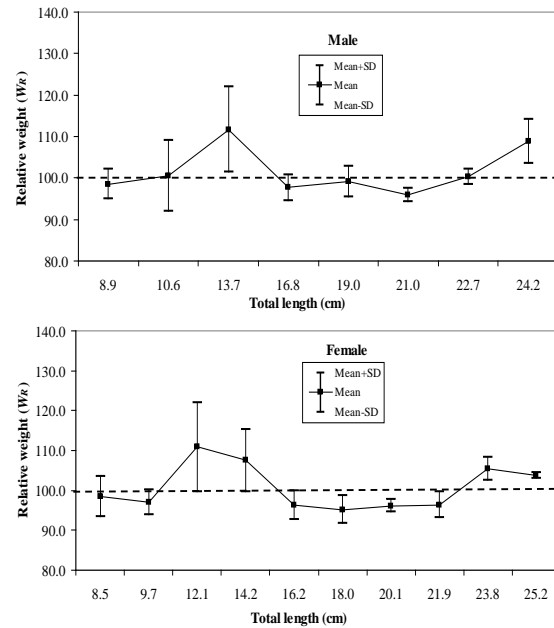 Male
Mean+SD
Mean
Mean-SD
Relative weight (WR)
140.0
130.0
120.0
110.0
100.0
90.0
80.0
8.9 10.6 13.7 16.8 19.0 21.0 22.7 24.2
Total length (cm)
Female
Mean+SD
Mean
Mean-SD
Relative weight (WR)
140.0
130.0
120.0
110.0
100.0
90.0
80.0
8.5 9.7 12.1 14.2 16.2 18.0 20.1 21.9 23.8 25.2
Total length (cm)